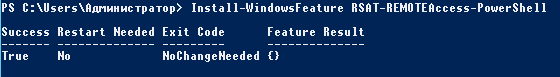 PS C:\Users\Администратор> Install-WindowsFeature RSAT-REMOTEAccess-PowerShell
Success Restart Needed Exit Code      Feature Result
------- -------------- ---------      --------------
True    No             NoChangeNeeded {}